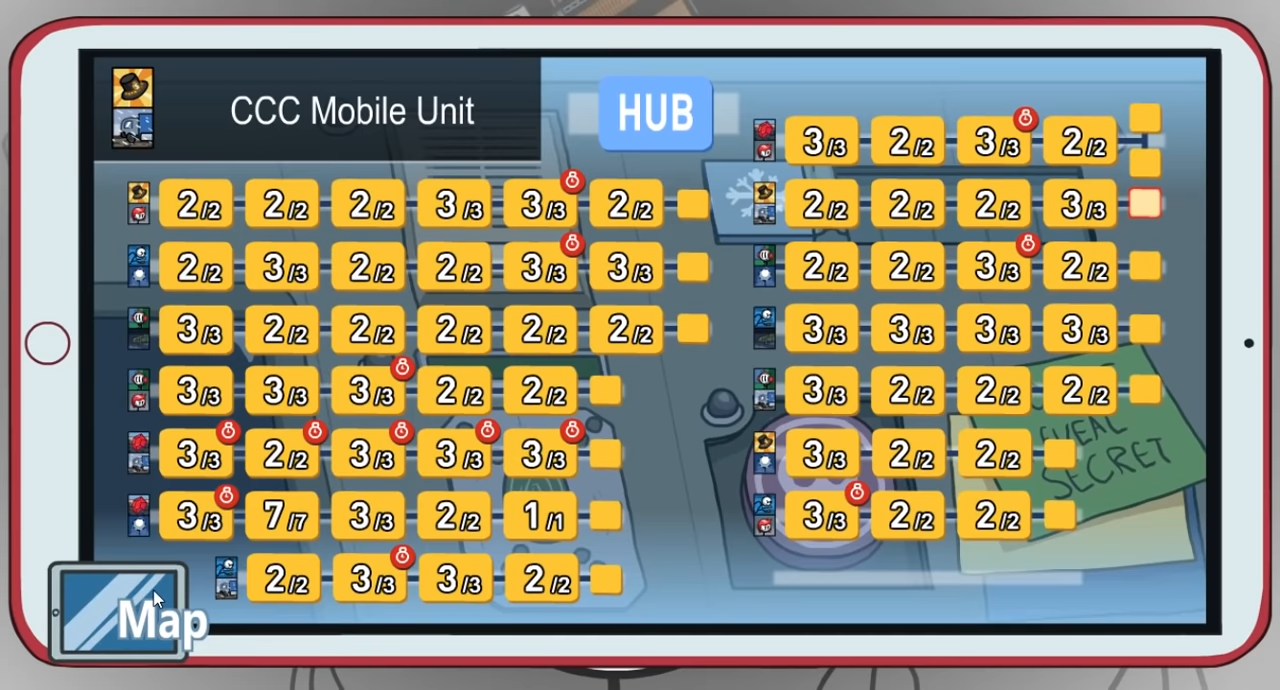 CCC Mobile Unit
HUB
3/3 2/2 3/3 2/2
2/2 2/2 2/2 3/3 3/3 2/2
2/2 2/2 2/2 3/3
2/2 3/3 2/2 2/2 3/3 3/3
2/2 2/2 3/3 2/2
3/3 2/2 2/2 2/2 2/2 2/2
3/3 3/3 3/3 3/3
3/3 3/3 3/3 2/2 2/2
3/3 2/2 2/2 2/2
3/3 2/2 3/3 3/3 3/3
3/3 2/2 2/2
3/3 7/7 3/3 2/2 1/1
3/3 2/2 2/2
2/2 3/3 3/3 2/2
SECRET
Map